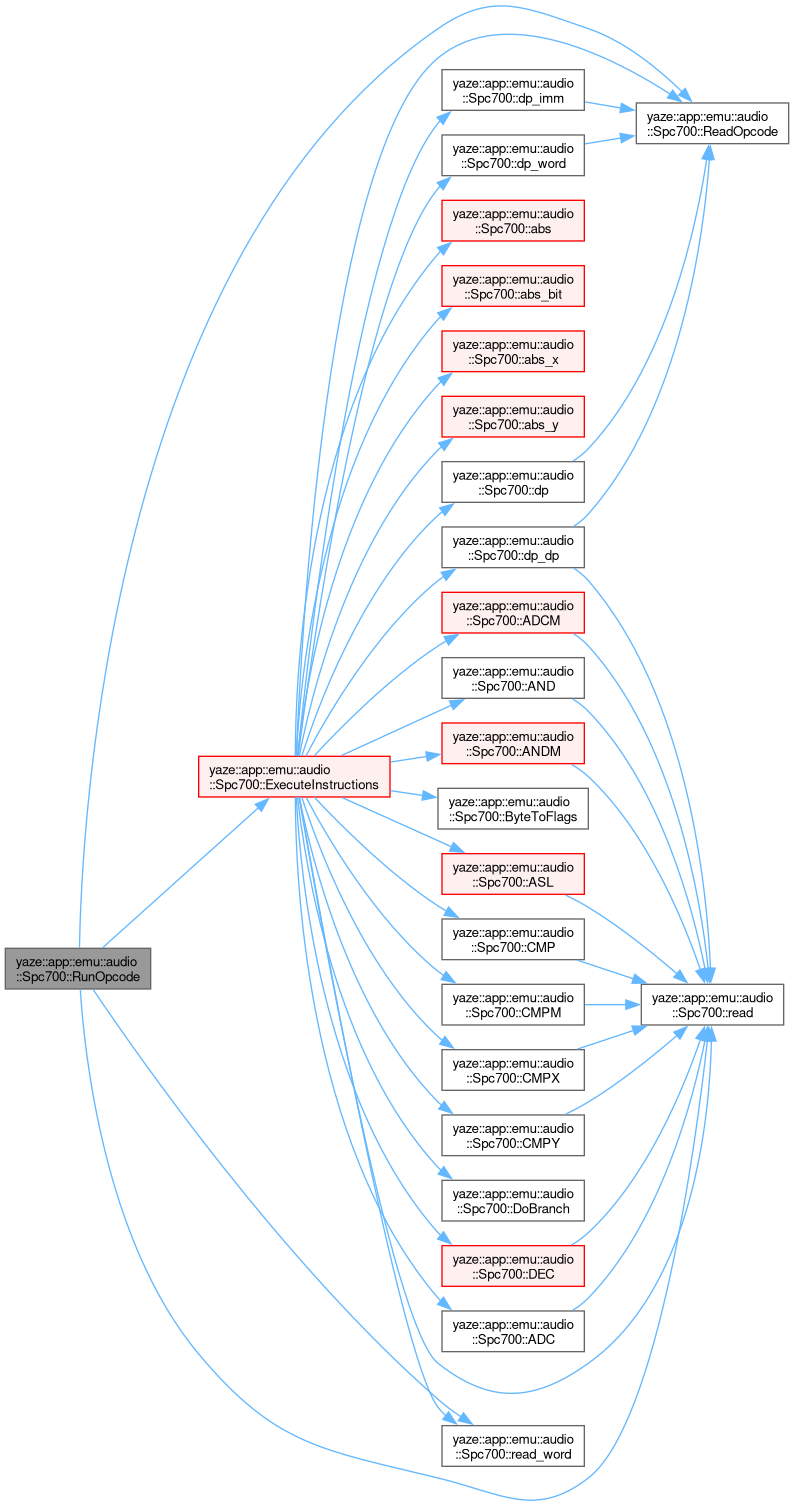 yaze::app::emu::audio
::Spc700::dp_imm
yaze::app::emu::audio
::Spc700::ReadOpcode
yaze::app::emu::audio
::Spc700::dp_word
yaze::app::emu::audio
::Spc700::abs
yaze::app::emu::audio
::Spc700::abs_bit
yaze::app::emu::audio
::Spc700::abs_x
yaze::app::emu::audio
::Spc700::abs_y
yaze::app::emu::audio
::Spc700::dp
yaze::app::emu::audio
::Spc700::dp_dp
yaze::app::emu::audio
::Spc700::ADCM
yaze::app::emu::audio
::Spc700::AND
yaze::app::emu::audio
::Spc700::ANDM
yaze::app::emu::audio
::Spc700::ExecuteInstructions
yaze::app::emu::audio
::Spc700::ByteToFlags
yaze::app::emu::audio
::Spc700::ASL
yaze::app::emu::audio
::Spc700::CMP
yaze::app::emu::audio
::Spc700::RunOpcode
yaze::app::emu::audio
::Spc700::CMPM
yaze::app::emu::audio
::Spc700::read
yaze::app::emu::audio
::Spc700::CMPX
yaze::app::emu::audio
::Spc700::CMPY
yaze::app::emu::audio
::Spc700::DoBranch
yaze::app::emu::audio
::Spc700::DEC
yaze::app::emu::audio
::Spc700::ADC
yaze::app::emu::audio
::Spc700::read_word